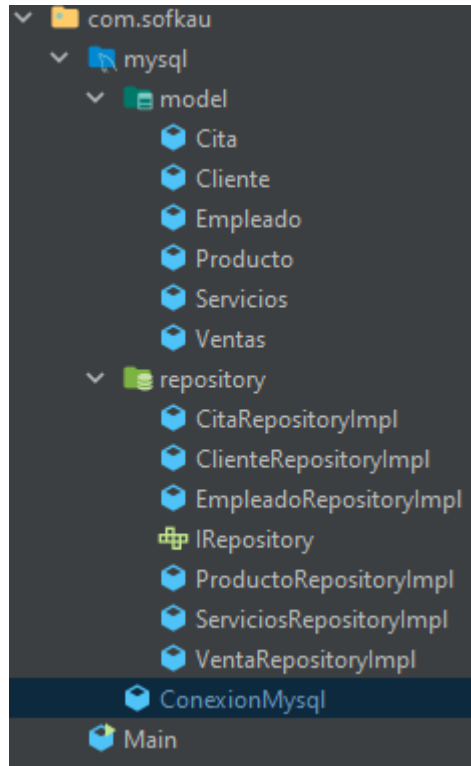 com.sofkau
mysql
model
Cita
Cliente
Empleado
Producto
Servicios
Ventas
repository
CitaRepositoryImpl
ClienteRepositoryImpl
EmpleadoRepositoryImpl
IRepository
ProductoRepositoryImpl
ServiciosRepositoryImpl
VentaRepositoryImpl
ConexionMysql
Main